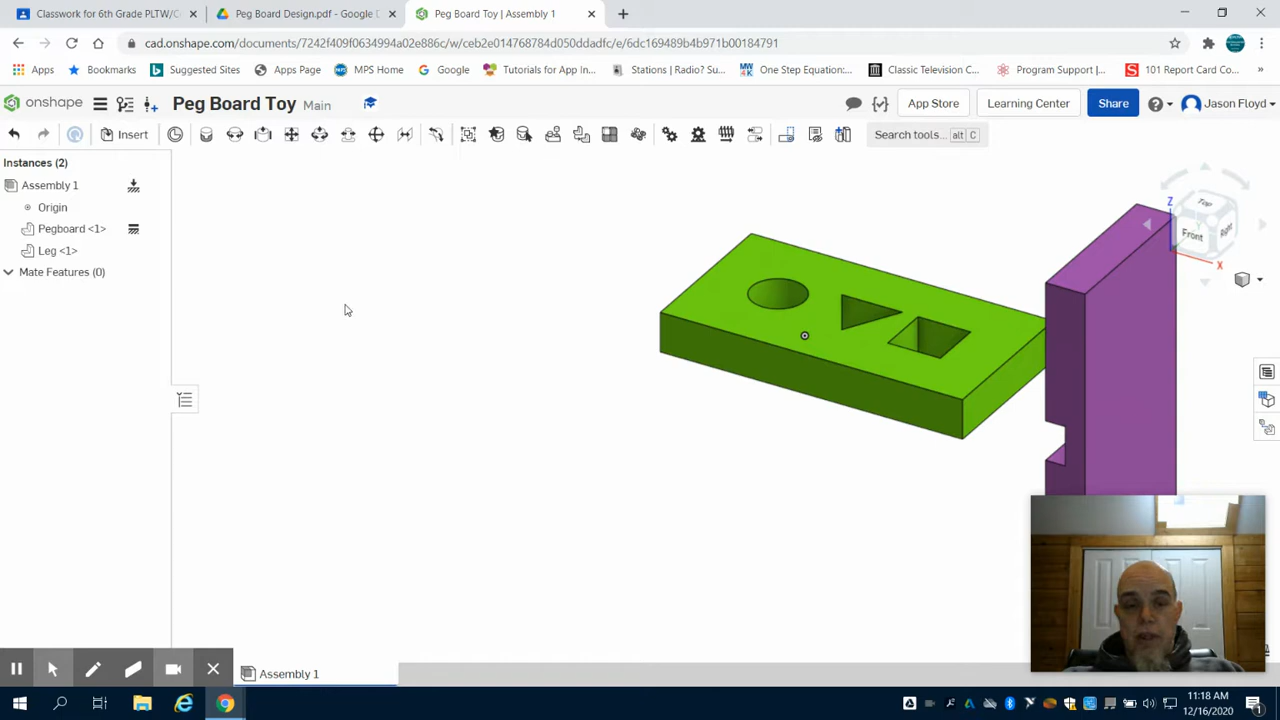 Classwork for 6th Grade PLTW/C
Peg Board Design.pdf - Google D
Peg Board Toy | Assembly 1
cad.onshape.com/documents/7242f409f0634994a02e886c/w/ceb2e014768784d050ddadfc/e/6dc169489b4b971b00184791
Apps
Bookmarks
Suggested Sites
Apps Page
MPS Home
Google
Tutorials for App In...
Stations | Radio? Su...
One Step Equation:...
Classic Television C...
Program Support |...
101 Report Card Co...
onshape
Peg Board Toy Main
App Store
Learning Center
Share
Jason Floyd
Insert
Search tools... alt C
Instances (2)
Assembly 1
Origin
Pegboard <1>
Leg <1>
Mate Features (0)
Z
Top
Front
Right
X
Assembly 1
11:18 AM
12/16/2020